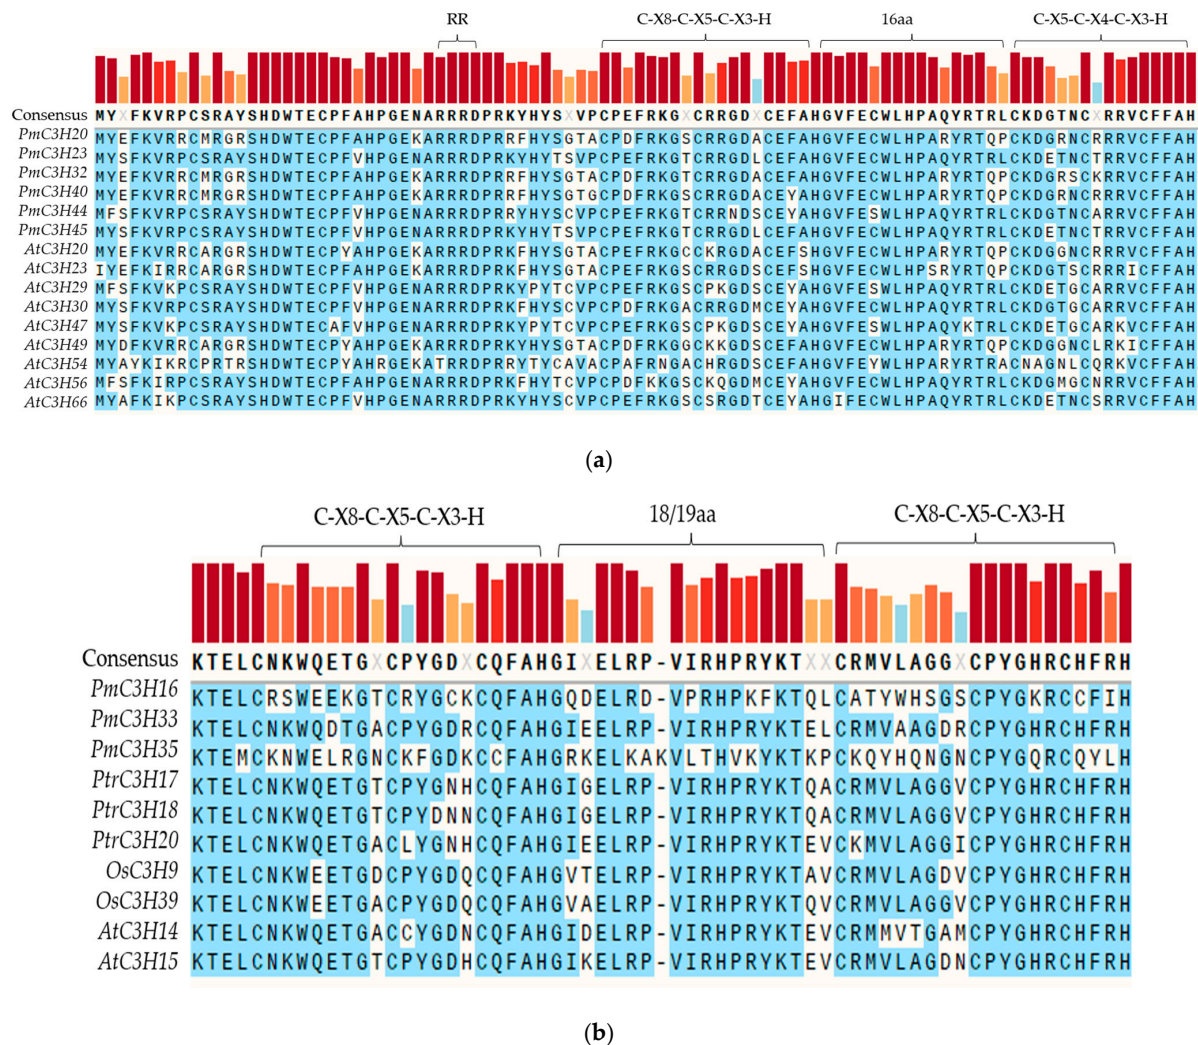 RR C-X8-C-X5-C-X3-H 16aa C-X5-C-X4-C-X3-H
Consensus MYXFKVRPCSRAYSHDWTECPFAHPGENARRRDPRKYHYSXVPCPEFRKGXCRRGDXCEFAHGVFECWLHPAQYRTRLCKDGTNCXRRVCFFAH
PmC3H20 MYEFKVRRCMRGRSHDWTECPFAHPGEKARRRDPRRFHYSGTACPDFRKGSCRRGDACEFAHGVFECWLHPARYRTQPCKDGRNCRRRVCFFAH
PmC3H23 MYSFKVRPCSRAYSHDWTECPFVHPGENARRRDPRKYHYTSVPCPEFRKGTCRRGDLCEYAHGVFECWLHPAQYRTRLCKDETNCTRRVCFFAH
PmC3H32 MYEFKVRRCMRGRSHDWTECPFAHPGEKARRRDPRRFHYSGTACPDFRKGTCRRGDACEFAHGVFECWLHPARYRTQPCKDGRSCKRRVCFFAH
PmC3H40 MYEFKVRRCMRGRSHDWTECPFAHPGEKARRRDPRRFHYSGTGCPDFRKGSCRRGDACEYAHGVFECWLHPARYRTQPCKDGRNCRRRVCFFAH
PmC3H44 MFSFKVRPCSRAYSHDWTECPFVHPGENARRRDPRRYHYSCVPCPEFRKGTCRRNDSCEYAHGVFESWLHPAQYRTRLCKDGTNCARRVCFFAH
PmC3H45 MYSFKVRPCSRAYSHDWTECPFVHPGENARRRDPRKYHYTSVPCPEFRKGTCRRGDLCEFAHGVFECWLHPAQYRTRLCKDETNCTRRVCFFAH
AtC3H20 MYEFKVRRCARGRSHDWTECPYAHPGEKARRRDPRKFHYSGTACPEFRKGCCKRGDACEFSHGVFECWLHPARYRTQPCKDGGNCRRRVCFFAH
AtC3H23 IYEFKIRRCARGRSHDWTECPFAHPGEKARRRDPRKFHYSGTACPEFRKGSCRRGDSCEFSHGVFECWLHPSRYRTQPCKDGTSCRRRICFFAH
AtC3H29 MFSFKVKPCSRAYSHDWTECPFVHPGENARRRDPRKYPYTCVPCPEFRKGSCPKGDSCEYAHGVFESWLHPAQYRTRLCKDETGCARRVCFFAH
AtC3H30 MYSFKVRPCSRAYSHDWTECPFVHPGENARRRDPRKFHYSCVPCPDFRKGACRRGDMCEYAHGVFECWLHPAQYRTRLCKDGTGCARRVCFFAH
AtC3H47 MYSFKVKPCSRAYSHDWTECAFVHPGENARRRDPRKYPYTCVPCPEFRKGSCPKGDSCEYAHGVFESWLHPAQYKTRLCKDETGCARKVCFFAH
AtC3H49 MYDFKVRRCARGRSHDWTECPYAHPGEKARRRDPRKYHYSGTACPDFRKGGCKKGDSCEFAHGVFECWLHPARYRTQPCKDGGNCLRKICFFAH
AtC3H54 MYAYKIKRCPRTRSHDWTECPYAHRGEKATRRDPRRYTYCAVACPAFRNGACHRGDSCEFAHGVFEYWLHPARYRTRACNAGNLCQRKVCFFAH
AtC3H56 MFSFKIRPCSRAYSHDWTECPFVHPGENARRRDPRKFHYTCVPCPDFKKGSCKQGDMCEYAHGVFECWLHPAQYRTRLCKDGMGCNRRVCFFAH
AtC3H66 MYAFKIKPCSRAYSHDWTECPFVHPGENARRRDPRKYHYSCVPCPEFRKGSCSRGDTCEYAHGIFECWLHPAQYRTRLCKDETNCSRRVCFFAH
(a)
C-X8-C-X5-C-X3-H 18/19aa C-X8-C-X5-C-X3-H
Consensus KTELCNKWQETGXCPYGDXCQFAHGIXELRP-VIRHPRYKTXXCRMVLAGGXCPYGHRCHFRH
PmC3H16 KTELCRSWEEKGTCRYGCKCQFAHGQDELRD-VPRHPKFKTQLCATYWHSGSCPYGKRCCFIH
PmC3H33 KTELCNKWQDTGACPYGDRCQFAHGIEELRP-VIRHPRYKTELCRMVAAGDRCPYGHRCHFRH
PmC3H35 KTEMCKNWELRGNCKFGDKCCFAHGRKELKAKVLTHVKYKTKPCKQYHQNGNCPYGQRCQYLH
PtrC3H17 KTELCNKWQETGTCPYGNHCQFAHGIGELRP-VIRHPRYKTQACRMVLAGGVCPYGHRCHFRH
PtrC3H18 KTELCNKWQETGTCPYDNNCQFAHGIGELRP-VIRHPRYKTQACRMVLAGGVCPYGHRCHFRH
PtrC3H20 KTELCNKWQETGACLYGNHCQFAHGIEELRP-VIRHPRYKTEVCKMVLAGGICPYGHRCHFRH
OsC3H9 KTELCNKWEETGDCPYGDQCQFAHGVTELRP-VIRHPRYKTAVCRMVLAGDVCPYGHRCHFRH
OsC3H39 KTELCNKWEETGACPYGDQCQFAHGVAELRP-VIRHPRYKTQVCRMVLAGGVCPYGHRCHFRH
AtC3H14 KTELCNKWQETGACCYGDNCQFAHGIDELRP-VIRHPRYKTEVCRMMVTGAMCPYGHRCHFRH
AtC3H15 KTELCNKWQETGTCPYGDHCQFAHGIKELRP-VIRHPRYKTEVCRMVLAGDNCPYGHRCHFRH
(b)